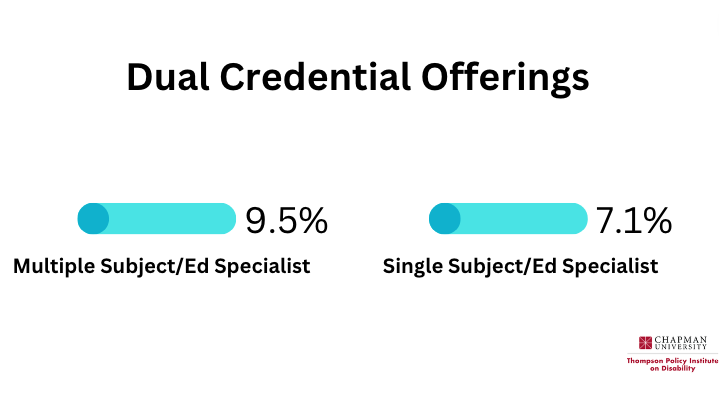 Dual Credential Offerings
9.5%
7.1%
Multiple Subject/Ed Specialist
Single Subject/Ed Specialist
CHAPMAN
UNIVERSITY
Thompson Policy Institute
on Disability